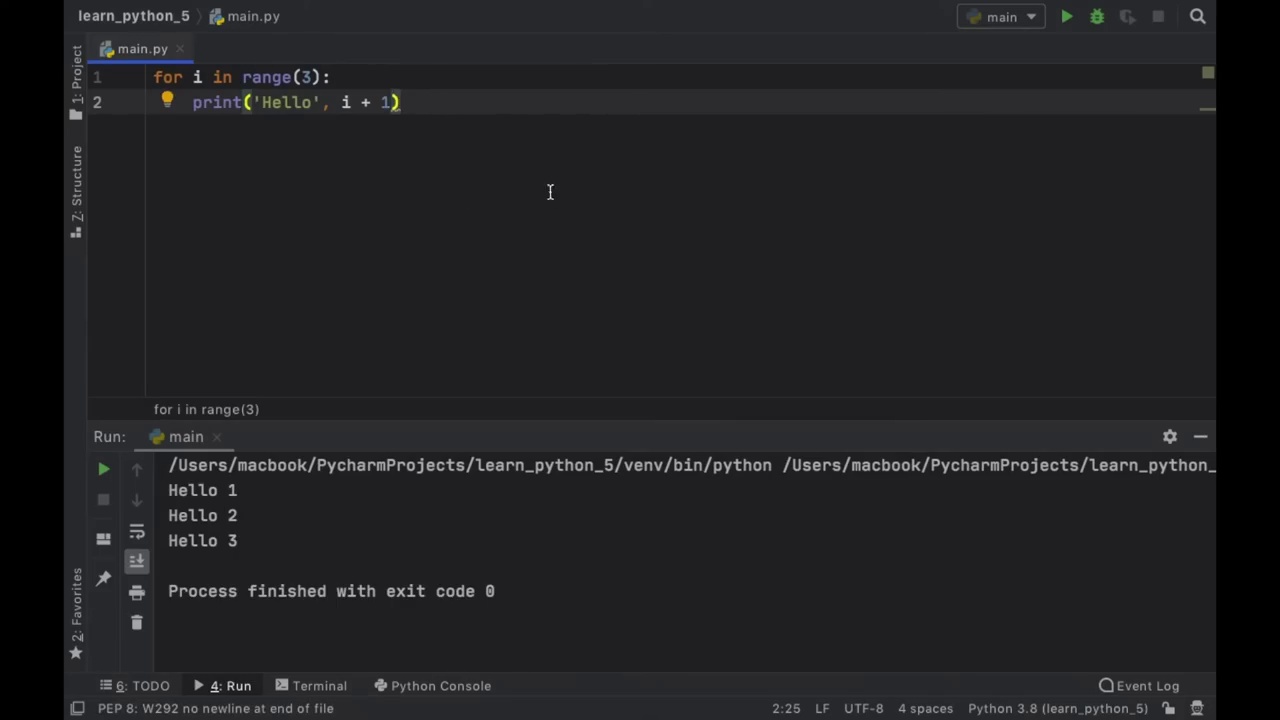 learn_python_5 main.py main
1: Project
main.py
1 for i in range(3):
2 print('Hello', i + 1)
Z: Structure
for i in range(3)
Run: main
/Users/macbook/PycharmProjects/learn_python_5/venv/bin/python /Users/macbook/PycharmProjects/learn_python_
Hello 1
Hello 2
Hello 3
Process finished with exit code 0
2: Favorites
6: TODO 4: Run Terminal Python Console Event Log
PEP 8: W292 no newline at end of file 2:25 LF UTF-8 4 spaces Python 3.8 (learn_python_5)